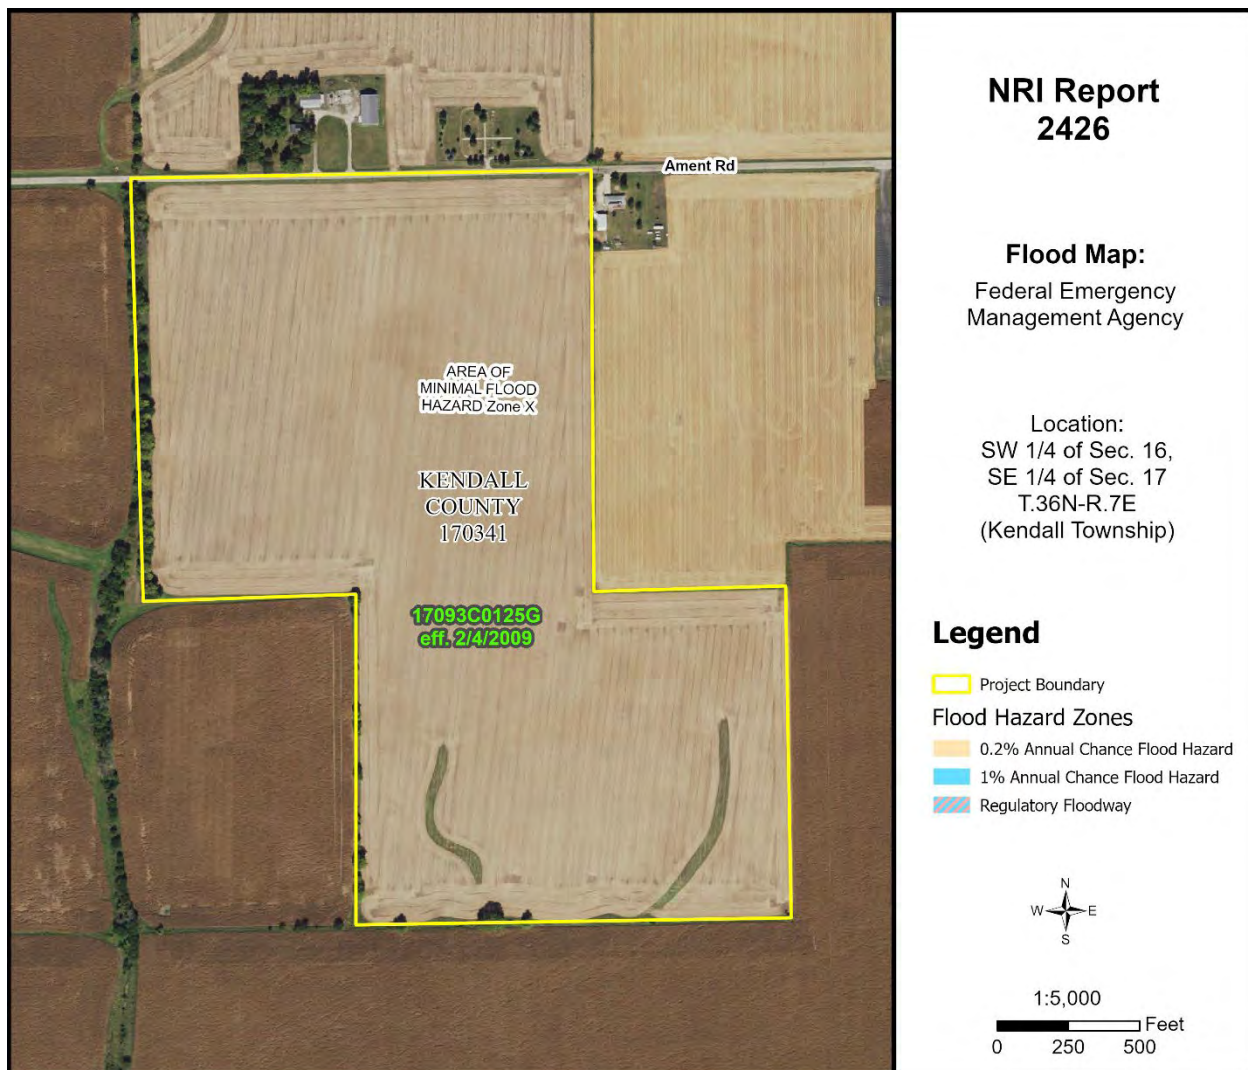 Ament Rd
AREA OF
MINIMAL FLOOD
HAZARD Zone X
KENDALL
COUNTY
170341
17093C0125G
eff. 2/4/2009
NRI Report
2426
Flood Map:
Federal Emergency
Management Agency
Location:
SW 1/4 of Sec. 16,
SE 1/4 of Sec. 17
T.36N-R.7E
(Kendall Township)
Legend
Project Boundary
Flood Hazard Zones
0.2% Annual Chance Flood Hazard
1% Annual Chance Flood Hazard
Regulatory Floodway
N
W E
S
1:5,000
Feet
0 250 500